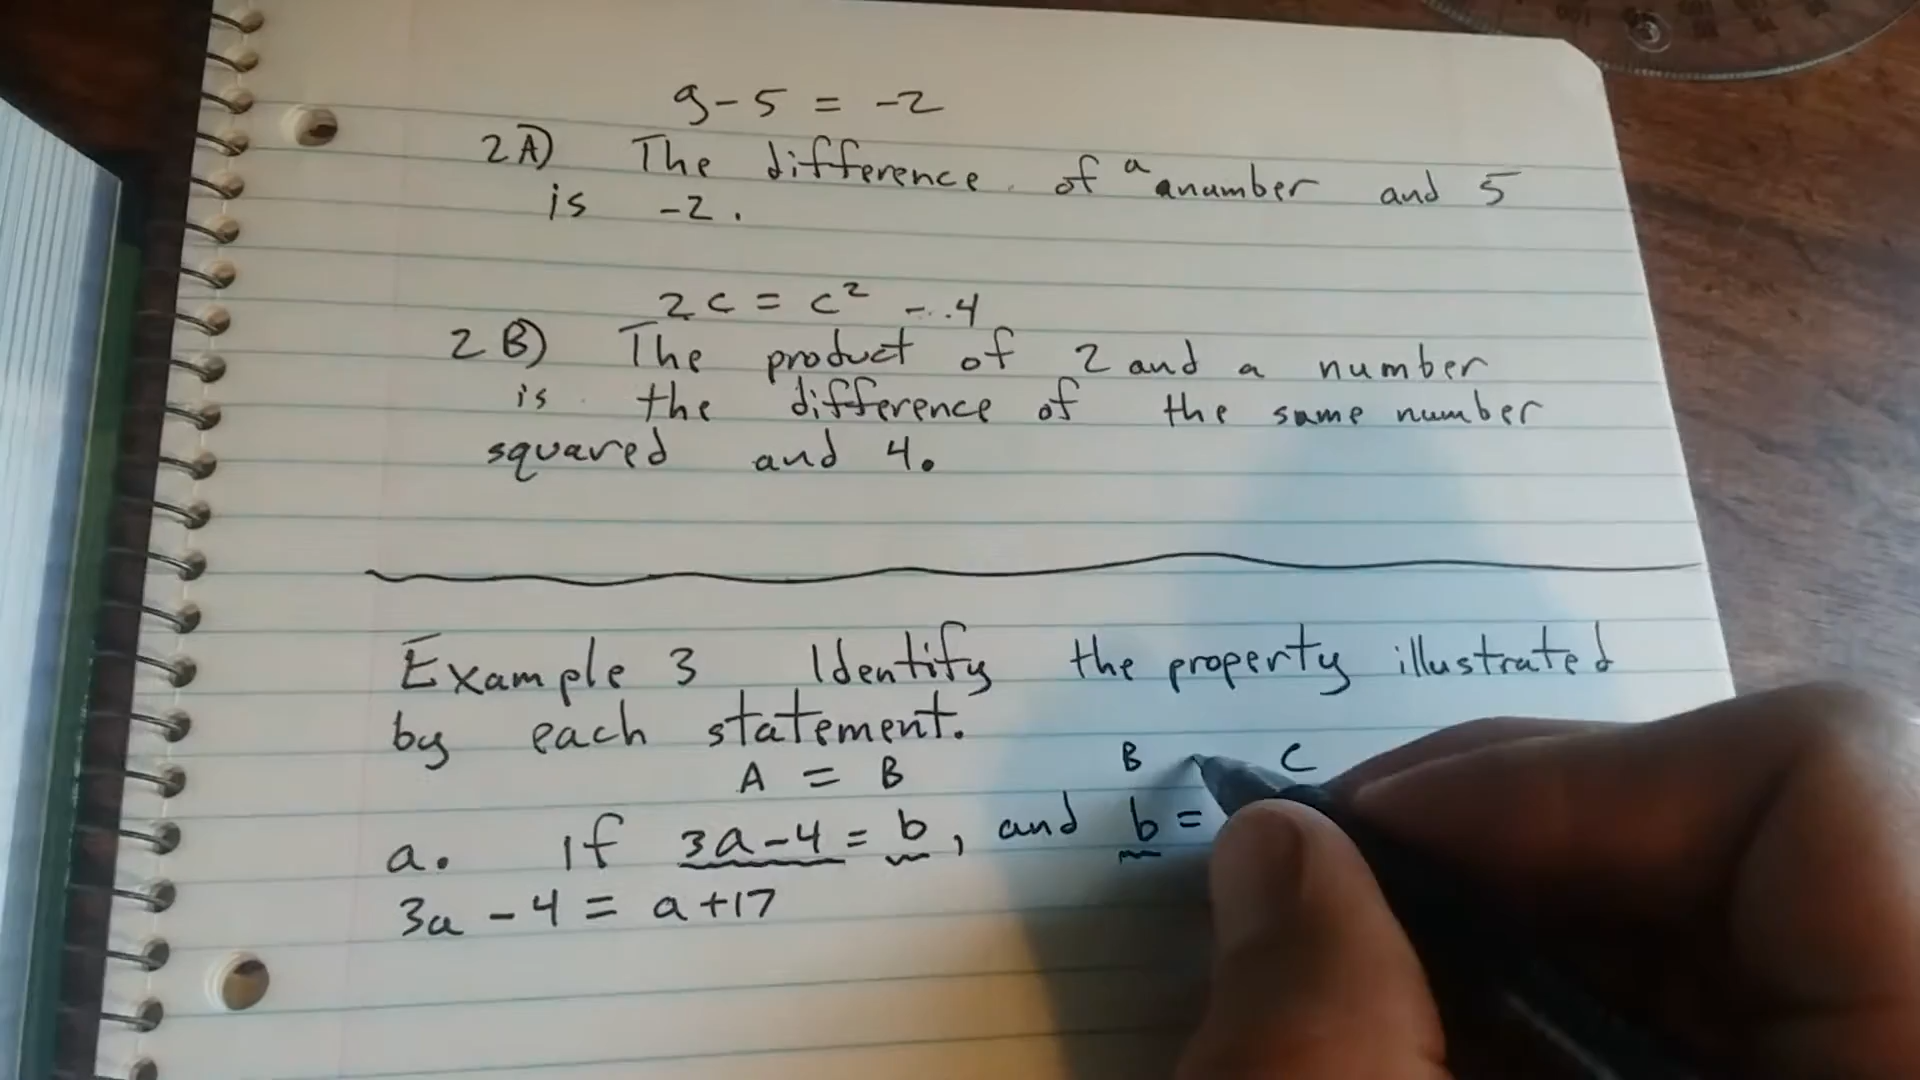 g-5 = -2
2A) The difference of a anumber and 5
is -2.
2c = c² - 4
2B) The product of 2 and a number
is the difference of the same number
squared and 4.
Example 3 Identify the property illustrated
by each statement.
A = B B C
a. if 3a-4 = b, and b =
3a - 4 = a+17